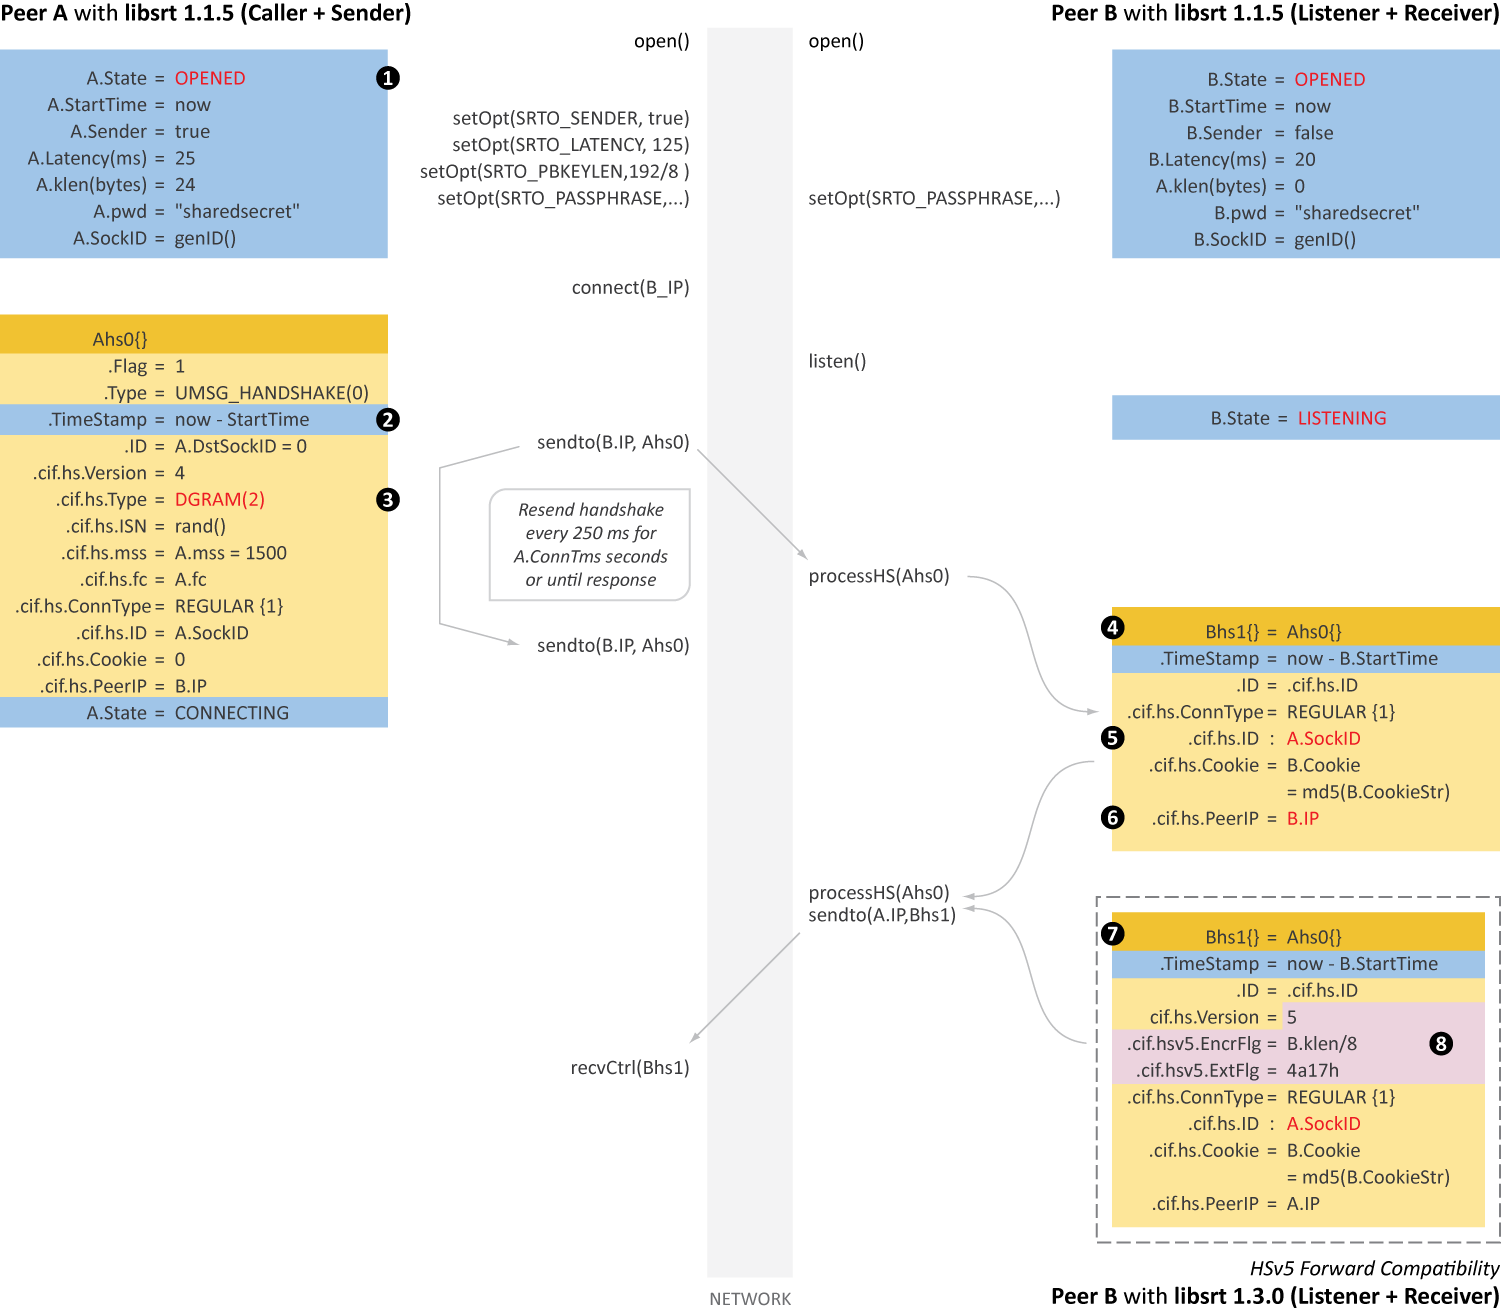 Peer A with libsrt 1.1.5 (Caller + Sender)
Peer B with libsrt 1.1.5 (Listener + Receiver)
open()
open()
A.State = OPENED
1
A.StartTime = now
A.Sender = true
A.Latency(ms) = 25
A.klen(bytes) = 24
A.pwd = "sharedsecret"
A.SockID = genID()
setOpt(SRTO_SENDER, true)
setOpt(SRTO_LATENCY, 125)
setOpt(SRTO_PBKEYLEN,192/8 )
setOpt(SRTO_PASSPHRASE,...)
setOpt(SRTO_PASSPHRASE,...)
B.State = OPENED
B.StartTime = now
B.Sender = false
B.Latency(ms) = 20
A.klen(bytes) = 0
B.pwd = "sharedsecret"
B.SockID = genID()
connect(B_IP)
listen()
B.State = LISTENING
Ahs0{}
.Flag = 1
.Type = UMSG_HANDSHAKE(0)
.TimeStamp = now - StartTime
2
.ID = A.DstSockID = 0
.cif.hs.Version = 4
.cif.hs.Type = DGRAM(2)
3
.cif.hs.ISN = rand()
.cif.hs.mss = A.mss = 1500
.cif.hs.fc = A.fc
.cif.hs.ConnType = REGULAR {1}
.cif.hs.ID = A.SockID
.cif.hs.Cookie = 0
.cif.hs.PeerIP = B.IP
A.State = CONNECTING
sendto(B.IP, Ahs0)
Resend handshake
every 250 ms for
A.ConnTms seconds
or until response
sendto(B.IP, Ahs0)
processHS(Ahs0)
4
Bhs1{} = Ahs0{}
.TimeStamp = now - B.StartTime
.ID = .cif.hs.ID
.cif.hs.ConnType = REGULAR {1}
5
.cif.hs.ID : A.SockID
.cif.hs.Cookie = B.Cookie
= md5(B.CookieStr)
6
.cif.hs.PeerIP = B.IP
processHS(Ahs0)
sendto(A.IP,Bhs1)
recvCtrl(Bhs1)
7
Bhs1{} = Ahs0{}
.TimeStamp = now - B.StartTime
.ID = .cif.hs.ID
cif.hs.Version = 5
.cif.hsv5.EncrFlg = B.klen/8
8
.cif.hsv5.ExtFlg = 4a17h
.cif.hs.ConnType = REGULAR {1}
.cif.hs.ID : A.SockID
.cif.hs.Cookie = B.Cookie
= md5(B.CookieStr)
.cif.hs.PeerIP = A.IP
HSv5 Forward Compatibility
Peer B with libsrt 1.3.0 (Listener + Receiver)
NETWORK